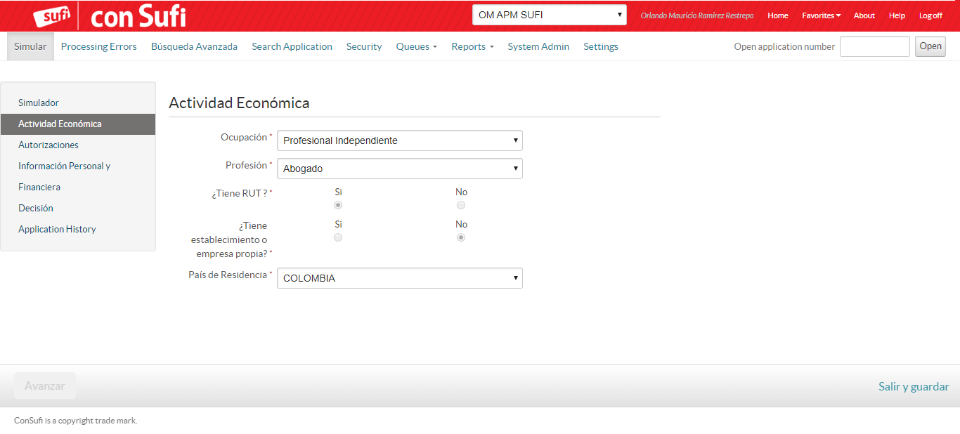 sufi con Sufi
OM APM SUFI
Orlando Mauricio Ramirez Restrepo Home Favorites About Help Log off
Simular Processing Errors Búsqueda Avanzada Search Application Security Queues Reports System Admin Settings Open application number Open
Simulador
Actividad Económica
Autorizaciones
Información Personal y
Financiera
Decisión
Application History
Actividad Económica
Ocupación * Profesional Independiente
Profesión * Abogado
¿Tiene RUT ? * Si No
¿Tiene Si No
establecimiento o
empresa propia? *
País de Residencia * COLOMBIA
Avanzar Salir y guardar
ConSufi is a copyright trade mark.